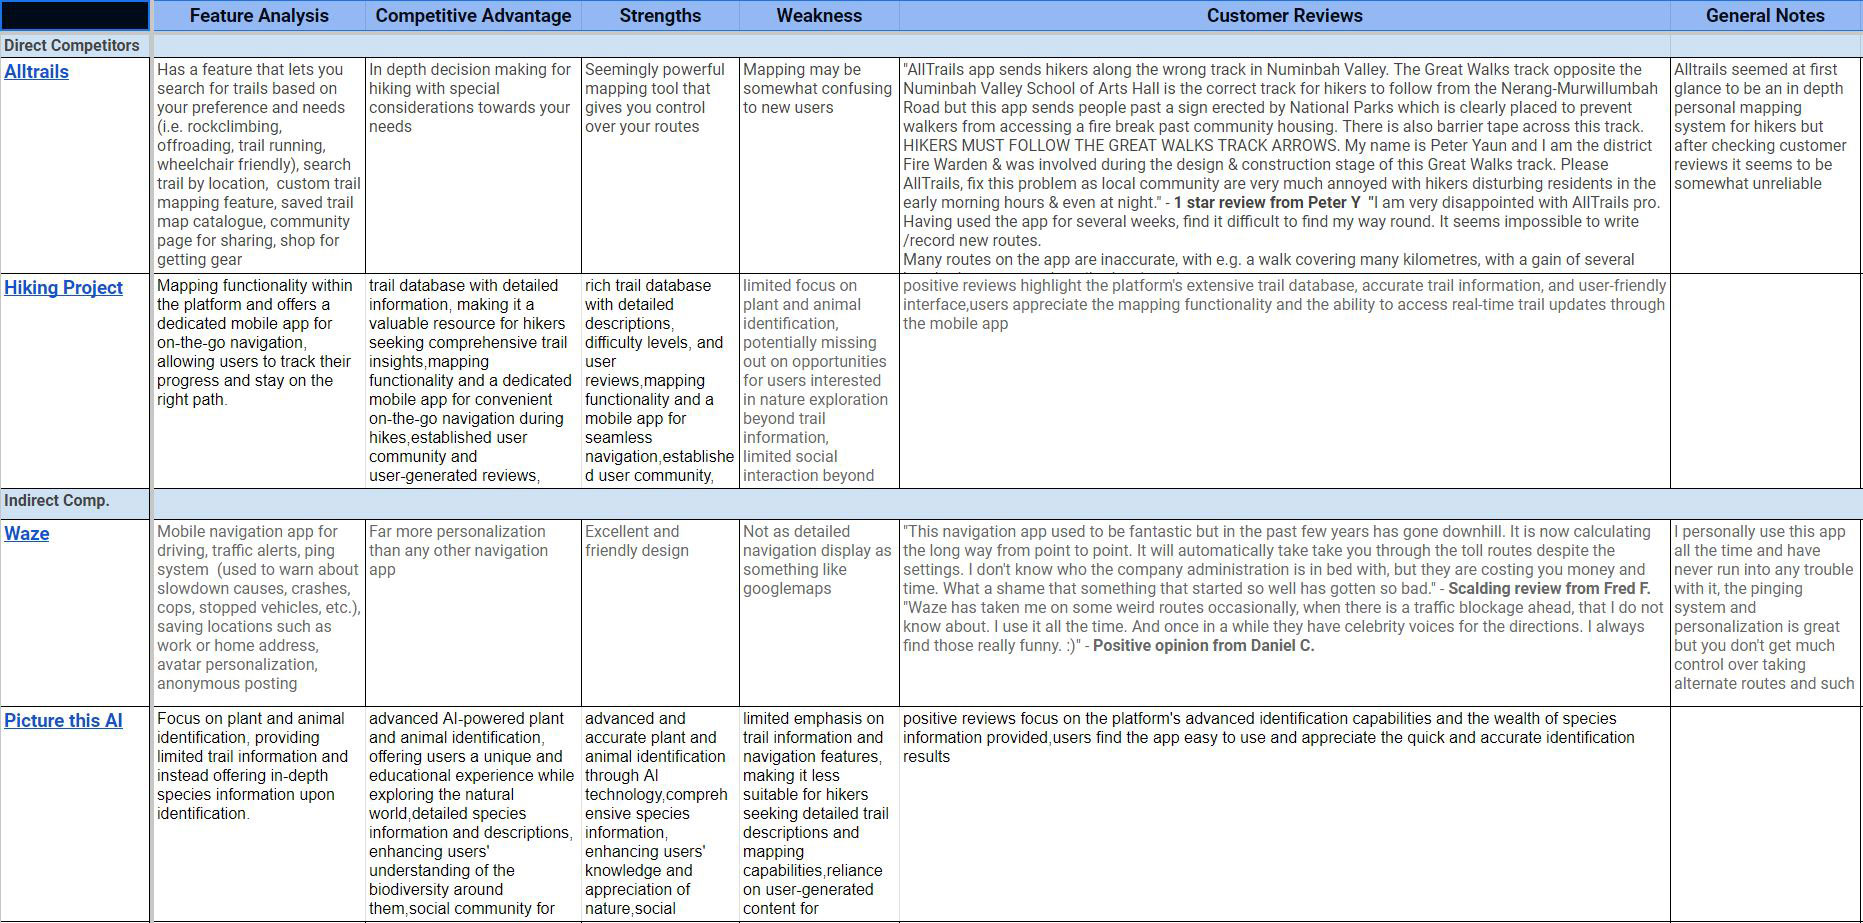 Feature Analysis
Competitive Advantage
Strengths
Weakness
Customer Reviews
General Notes
Direct Competitors
Alltrails
Has a feature that lets you
search for trails based on
your preference and needs
(i.e. rockclimbing,
offroading, trail running,
wheelchair friendly), search
trail by location,  custom trail
mapping feature, saved trail
map catalogue, community
page for sharing, shop for
getting gear
In depth decision making for
hiking with special
considerations towards your
needs
Seemingly powerful
mapping tool that
gives you control
over your routes
Mapping may be
somewhat confusing
to new users
"AllTrails app sends hikers along the wrong track in Numinbah Valley. The Great Walks track opposite the
Numinbah Valley School of Arts Hall is the correct track for hikers to follow from the Nerang-Murwillumbah
Road but this app sends people past a sign erected by National Parks which is clearly placed to prevent
walkers from accessing a fire break past community housing. There is also barrier tape across this track.
HIKERS MUST FOLLOW THE GREAT WALKS TRACK ARROWS. My name is Peter Yaun and I am the district
Fire Warden & was involved during the design & construction stage of this Great Walks track. Please
AllTrails, fix this problem as local community are very much annoyed with hikers disturbing residents in the
early morning hours & even at night." - 1 star review from Peter Y  "I am very disappointed with AllTrails pro.
Having used the app for several weeks, find it difficult to find my way round. It seems impossible to write
/record new routes.
Many routes on the app are inaccurate, with e.g. a walk covering many kilometres, with a gain of several
Alltrails seemed at first
glance to be an in depth
personal mapping
system for hikers but
after checking customer
reviews it seems to be
somewhat unreliable
Hiking Project
Mapping functionality within
the platform and offers a
dedicated mobile app for
on-the-go navigation,
allowing users to track their
progress and stay on the
right path.
trail database with detailed
information, making it a
valuable resource for hikers
seeking comprehensive trail
insights,mapping
functionality and a dedicated
mobile app for convenient
on-the-go navigation during
hikes,established user
community and
user-generated reviews,
rich trail database
with detailed
descriptions,
difficulty levels, and
user
reviews,mapping
functionality and a
mobile app for
seamless
navigation,establishe
d user community,
limited focus on
plant and animal
identification,
potentially missing
out on opportunities
for users interested
in nature exploration
beyond trail
information,
limited social
interaction beyond
positive reviews highlight the platform's extensive trail database, accurate trail information, and user-friendly
interface,users appreciate the mapping functionality and the ability to access real-time trail updates through
the mobile app
Indirect Comp.
Waze
Mobile navigation app for
driving, traffic alerts, ping
system  (used to warn about
slowdown causes, crashes,
cops, stopped vehicles, etc.),
saving locations such as
work or home address,
avatar personalization,
anonymous posting
Far more personalization
than any other navigation
app
Excellent and
friendly design
Not as detailed
navigation display as
something like
googlemaps
"This navigation app used to be fantastic but in the past few years has gone downhill. It is now calculating
the long way from point to point. It will automatically take take you through the toll routes despite the
settings. I don't know who the company administration is in bed with, but they are costing you money and
time. What a shame that something that started so well has gotten so bad." - Scalding review from Fred F.
"Waze has taken me on some weird routes occasionally, when there is a traffic blockage ahead, that I do not
know about. I use it all the time. And once in a while they have celebrity voices for the directions. I always
find those really funny. :)" - Positive opinion from Daniel C.
I personally use this app
all the time and have
never run into any trouble
with it, the pinging
system and
personalization is great
but you don't get much
control over taking
alternate routes and such
Picture this AI
Focus on plant and animal
identification, providing
limited trail information and
instead offering in-depth
species information upon
identification.
advanced AI-powered plant
and animal identification,
offering users a unique and
educational experience while
exploring the natural
world,detailed species
information and descriptions,
enhancing users'
understanding of the
biodiversity around
them,social community for
advanced and
accurate plant and
animal identification
through AI
technology,compreh
ensive species
information,
enhancing users'
knowledge and
appreciation of
nature,social
limited emphasis on
trail information and
navigation features,
making it less
suitable for hikers
seeking detailed trail
descriptions and
mapping
capabilities,reliance
on user-generated
content for
positive reviews focus on the platform's advanced identification capabilities and the wealth of species
information provided,users find the app easy to use and appreciate the quick and accurate identification
results